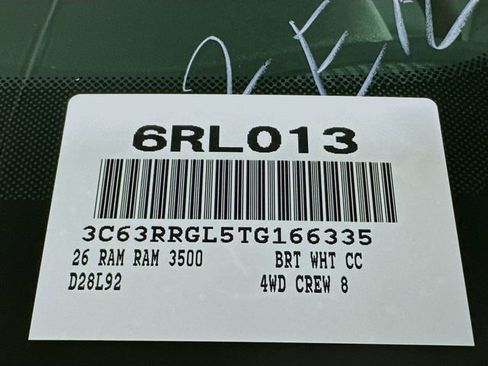 6RL013
3C63RRGL5TG166335
26 RAM RAM 3500 BRT WHT CC
D28L92 4WD CREW 8